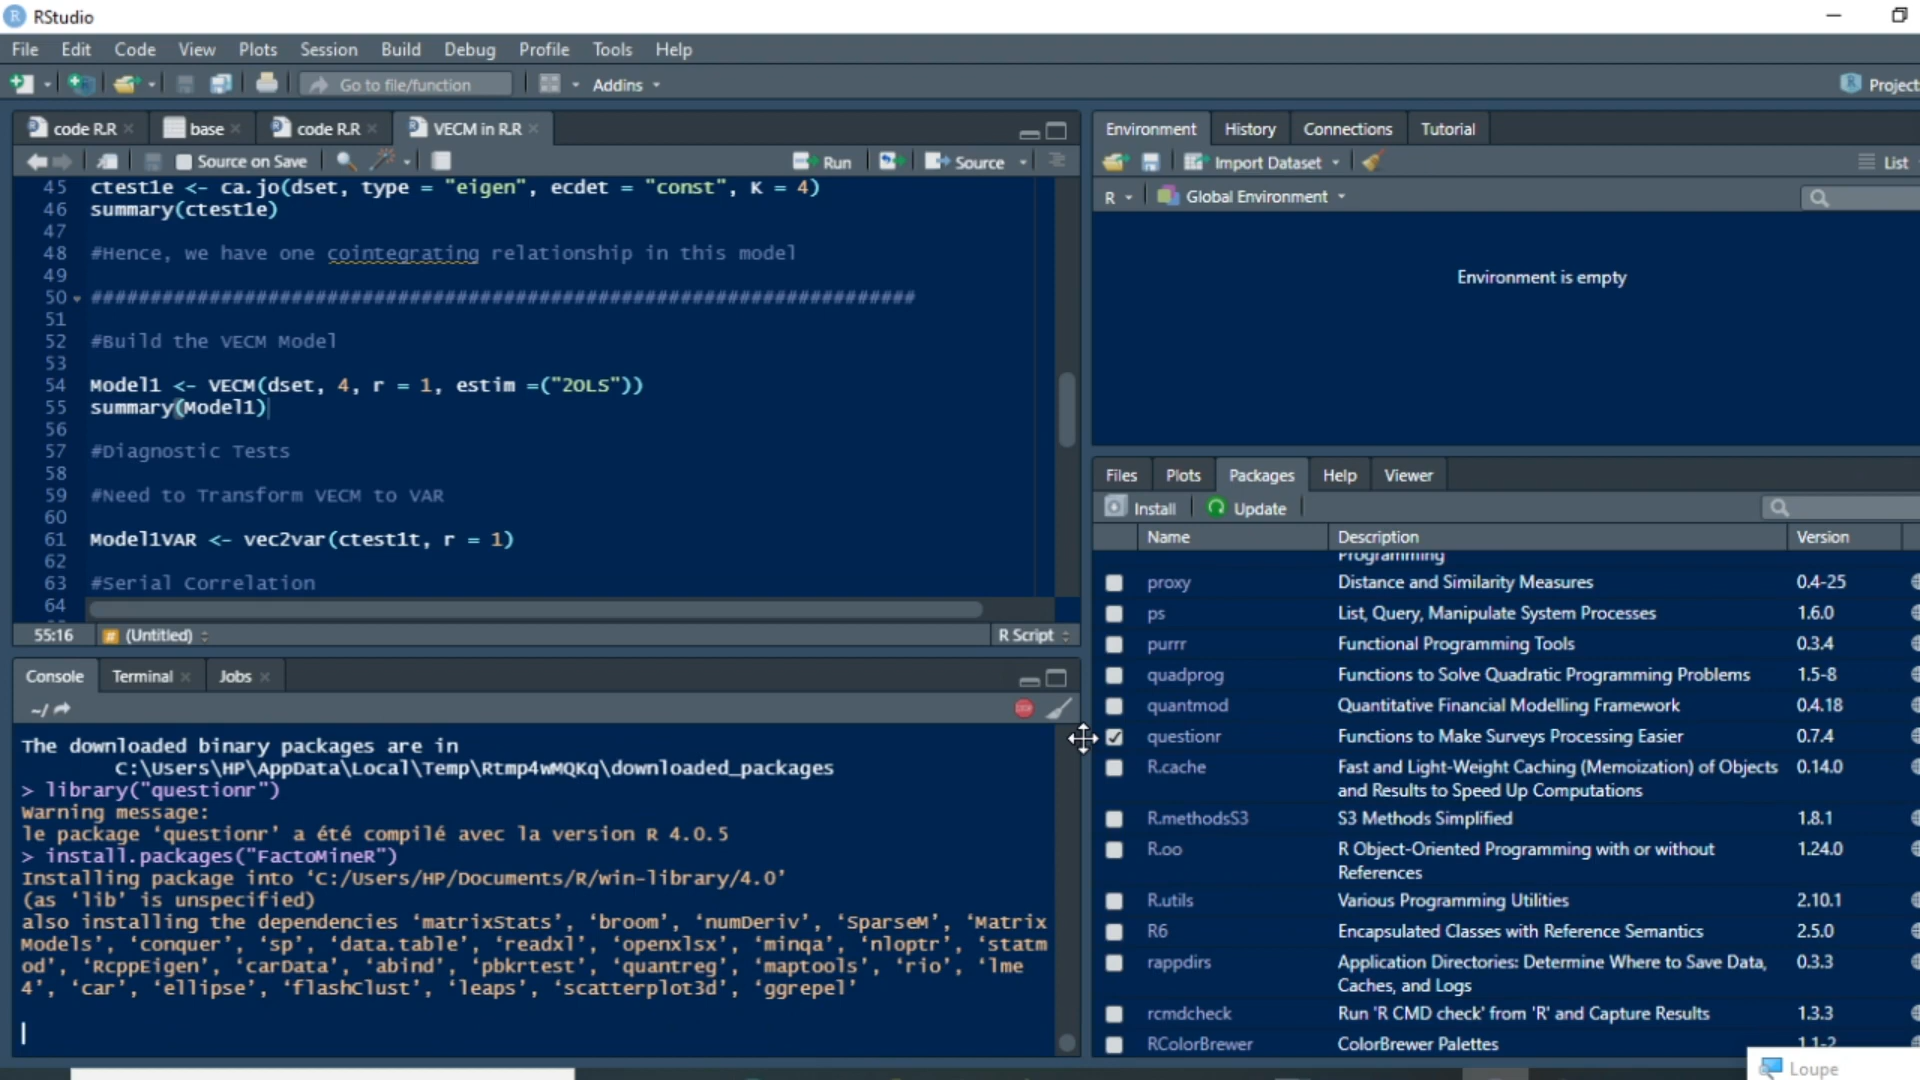 RStudio
File Edit Code View Plots Session Build Debug Profile Tools Help
Go to file/function Addins Project
code R.R base code R.R VECM in R.R
Source on Save Run Source
45 ctest1e <- ca.jo(dset, type = "eigen", ecdet = "const", K = 4)
46 summary(ctest1e)
47
48 #Hence, we have one cointegrating relationship in this model
49
50 ######################################################################
51
52 #Build the VECM Model
53
54 Model1 <- VECM(dset, 4, r = 1, estim =("2OLS"))
55 summary(Model1)
56
57 #Diagnostic Tests
58
59 #Need to Transform VECM to VAR
60
61 Model1VAR <- vec2var(ctest1t, r = 1)
62
63 #Serial Correlation
64
55:16 # (Untitled) R Script
Console Terminal Jobs
~/
The downloaded binary packages are in
C:\Users\HP\AppData\Local\Temp\Rtmp4wMQKq\downloaded_packages
> library("questionr")
Warning message:
le package ‘questionr’ a été compilé avec la version R 4.0.5
> install.packages("FactoMineR")
Installing package into ‘C:/Users/HP/Documents/R/win-library/4.0’
(as ‘lib’ is unspecified)
also installing the dependencies ‘matrixStats’, ‘broom’, ‘numDeriv’, ‘SparseM’, ‘Matrix
Models’, ‘conquer’, ‘sp’, ‘data.table’, ‘readxl’, ‘openxlsx’, ‘minqa’, ‘nloptr’, ‘statm
od’, ‘RcppEigen’, ‘carData’, ‘abind’, ‘pbkrtest’, ‘quantreg’, ‘maptools’, ‘rio’, ‘lme
4’, ‘car’, ‘ellipse’, ‘flashClust’, ‘leaps’, ‘scatterplot3d’, ‘ggrepel’
Environment History Connections Tutorial
Import Dataset List
R Global Environment
Environment is empty
Files Plots Packages Help Viewer
Install Update
Name Description Version
Programming
proxy Distance and Similarity Measures 0.4-25
ps List, Query, Manipulate System Processes 1.6.0
purrr Functional Programming Tools 0.3.4
quadprog Functions to Solve Quadratic Programming Problems 1.5-8
quantmod Quantitative Financial Modelling Framework 0.4.18
questionr Functions to Make Surveys Processing Easier 0.7.4
R.cache Fast and Light-Weight Caching (Memoization) of Objects 0.14.0
and Results to Speed Up Computations
R.methodsS3 S3 Methods Simplified 1.8.1
R.oo R Object-Oriented Programming with or without 1.24.0
References
R.utils Various Programming Utilities 2.10.1
R6 Encapsulated Classes with Reference Semantics 2.5.0
rappdirs Application Directories: Determine Where to Save Data, 0.3.3
Caches, and Logs
rcmdcheck Run 'R CMD check' from 'R' and Capture Results 1.3.3
RColorBrewer ColorBrewer Palettes 1.1-2
Loupe